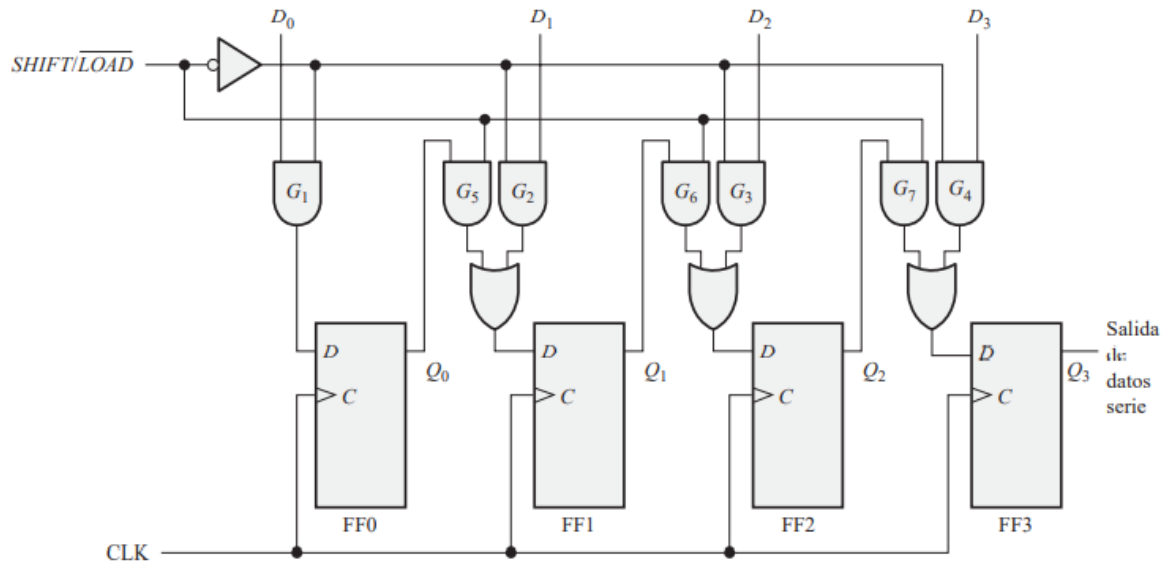 D0 D1 D2 D3
SHIFT/L̅O̅A̅D̅
G1 G5 G2 G6 G3 G7 G4
D Q0 D Q1 D Q2 D Q3
C C C C
Salida
de
datos
serie
FF0 FF1 FF2 FF3
CLK